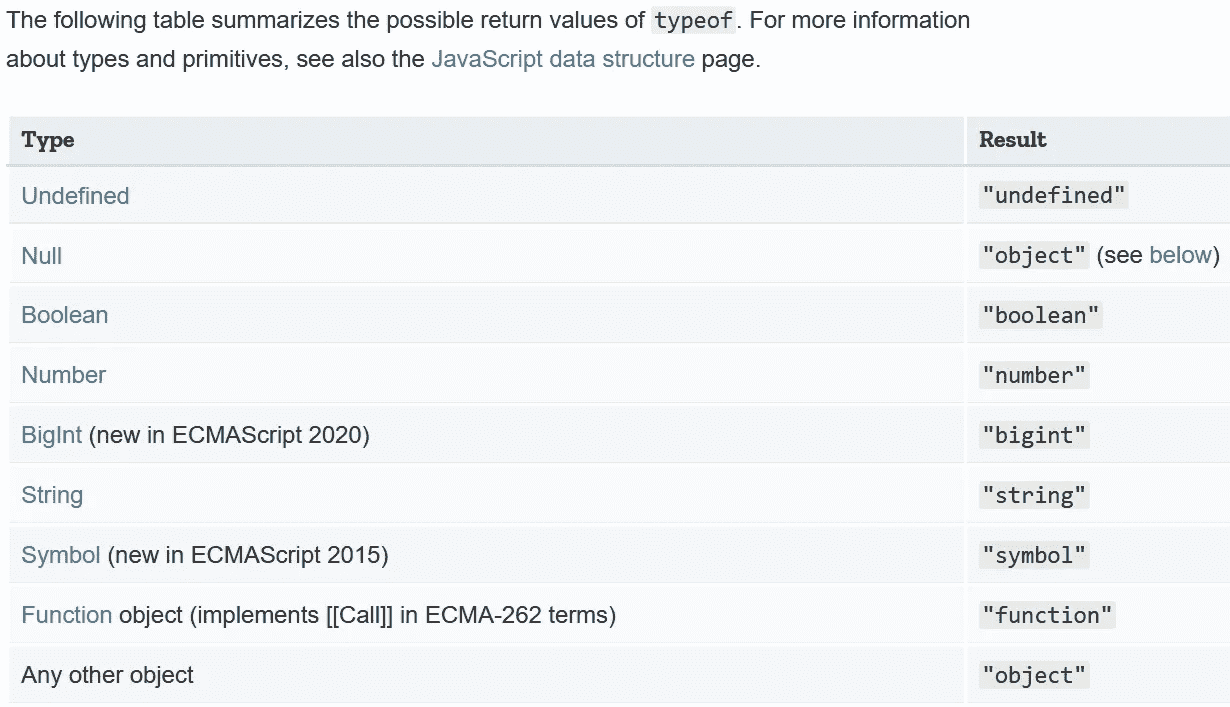 The following table summarizes the possible return values of typeof. For more information
about types and primitives, see also the JavaScript data structure page.
Type Result
Undefined "undefined"
Null "object" (see below)
Boolean "boolean"
Number "number"
BigInt (new in ECMAScript 2020) "bigint"
String "string"
Symbol (new in ECMAScript 2015) "symbol"
Function object (implements [[Call]] in ECMA-262 terms) "function"
Any other object "object"